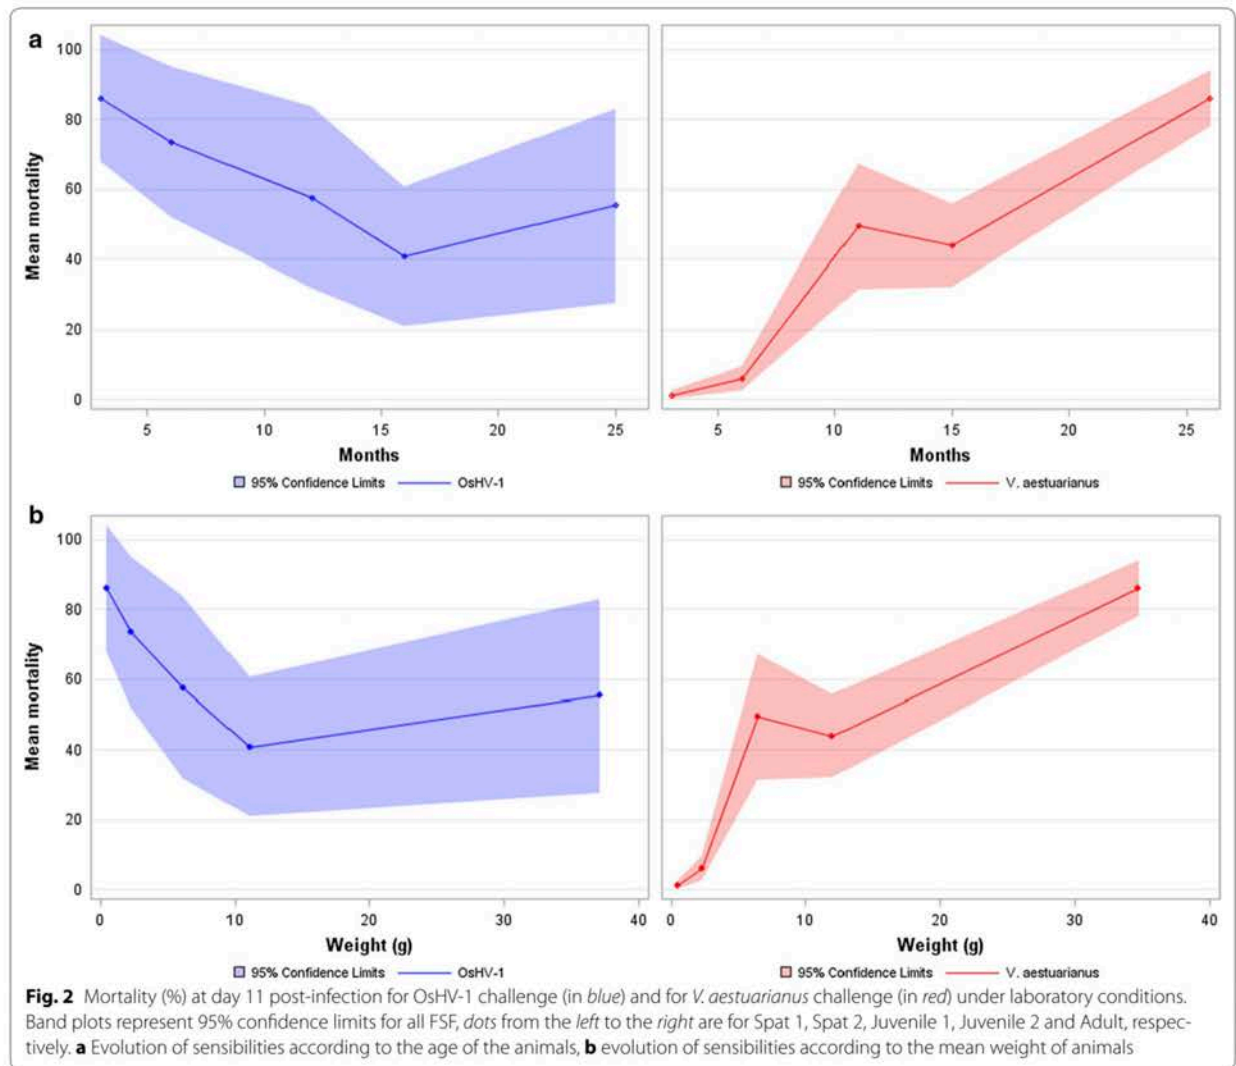 a
100
80
60
40
20
0
Mean mortality
5 10 15 20 25
5 10 15 20 25
Months
Months
95% Confidence Limits OsHV-1
95% Confidence Limits V. aestuarianus
b
100
80
60
40
20
0
Mean mortality
0 10 20 30 40
0 10 20 30 40
Weight (g)
Weight (g)
95% Confidence Limits OsHV-1
95% Confidence Limits V. aestuarianus
Fig. 2 Mortality (%) at day 11 post-infection for OsHV-1 challenge (in blue) and for V. aestuarianus challenge (in red) under laboratory conditions.
Band plots represent 95% confidence limits for all FSF, dots from the left to the right are for Spat 1, Spat 2, Juvenile 1, Juvenile 2 and Adult, respec-
tively. a Evolution of sensibilities according to the age of the animals, b evolution of sensibilities according to the mean weight of animals